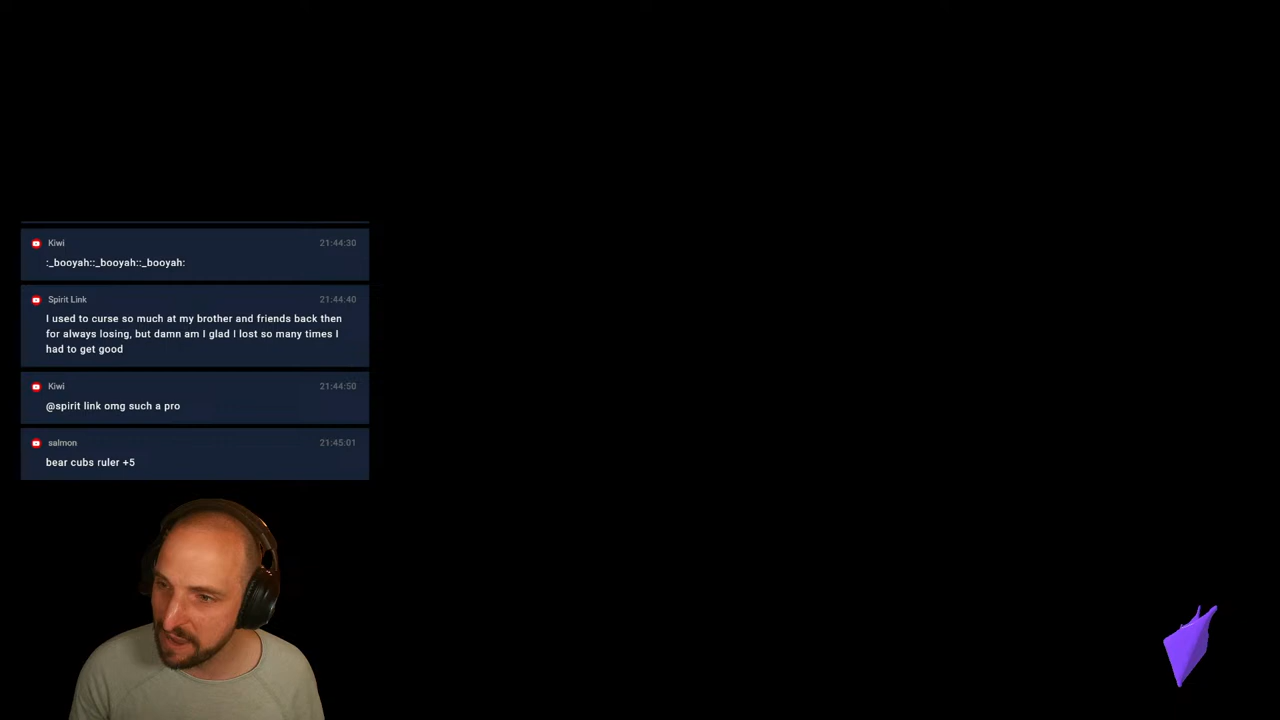 Kiwi 21:44:30
:_booyah::_booyah::_booyah:
Spirit Link 21:44:40
I used to curse so much at my brother and friends back then
for always losing, but damn am I glad I lost so many times I
had to get good
Kiwi 21:44:50
@spirit link omg such a pro
salmon 21:45:01
bear cubs ruler +5